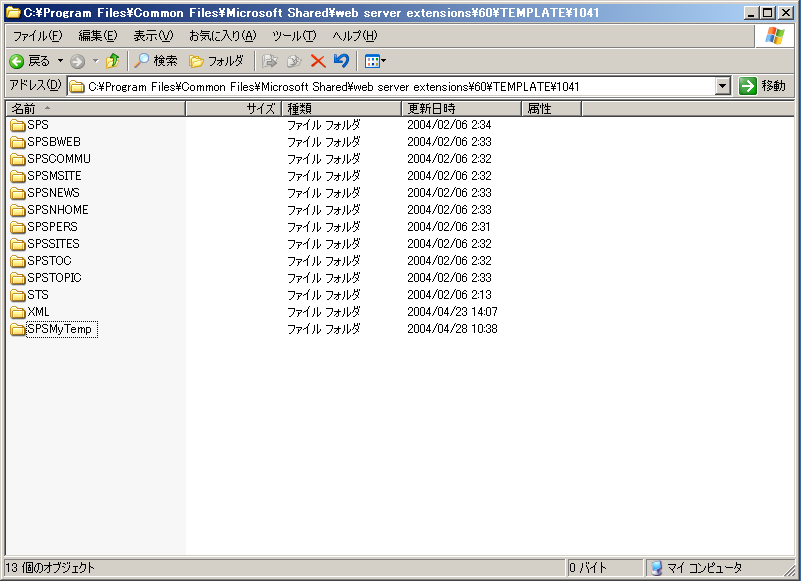 C:¥Program Files¥Common Files¥Microsoft Shared¥web server extensions¥60¥TEMPLATE¥1041
ファイル(F) 編集(E) 表示(V) お気に入り(A) ツール(T) ヘルプ(H)
戻る 検索 フォルダ
アドレス(D) C:¥Program Files¥Common Files¥Microsoft Shared¥web server extensions¥60¥TEMPLATE¥1041 移動
名前 サイズ 種類 更新日時 属性
SPS ファイル フォルダ 2004/02/06 2:34
SPSBWEB ファイル フォルダ 2004/02/06 2:33
SPSCOMMU ファイル フォルダ 2004/02/06 2:32
SPSMSITE ファイル フォルダ 2004/02/06 2:32
SPSNEWS ファイル フォルダ 2004/02/06 2:33
SPSNHOME ファイル フォルダ 2004/02/06 2:33
SPSPERS ファイル フォルダ 2004/02/06 2:31
SPSSITES ファイル フォルダ 2004/02/06 2:32
SPSTOC ファイル フォルダ 2004/02/06 2:32
SPSTOPIC ファイル フォルダ 2004/02/06 2:33
STS ファイル フォルダ 2004/02/06 2:13
XML ファイル フォルダ 2004/04/23 14:07
SPSMyTemp ファイル フォルダ 2004/04/28 10:38
13 個のオブジェクト 0 バイト マイ コンピュータ